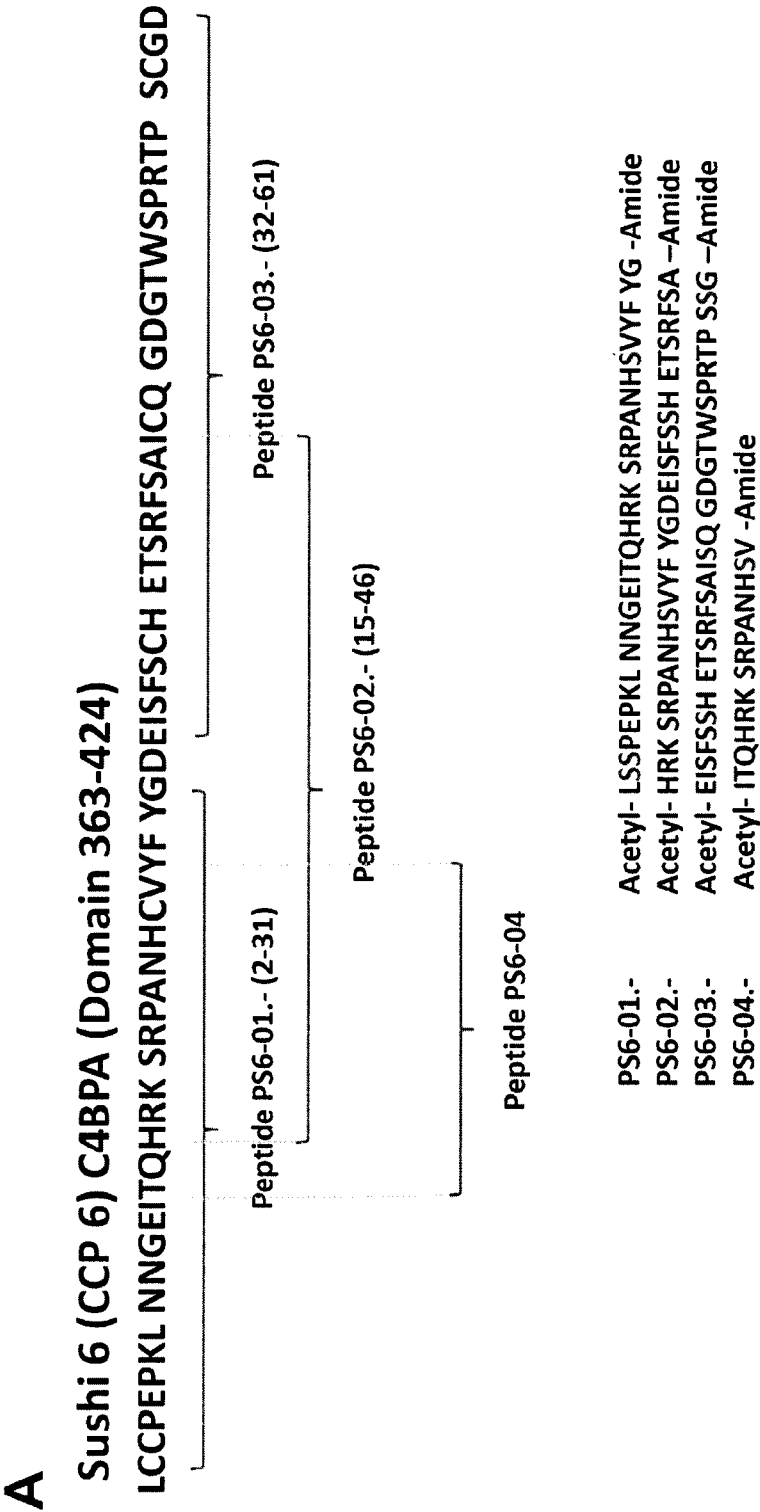 A
Sushi 6 (CCP 6) C4BPA (Domain 363-424)
LCCPEPKL NNGEITQHRK SRPANHCVYF YGDEISFSCH ETSRFSAICQ GDGTWSPRTP SCGD
Peptide PS6-01.- (2-31)
Peptide PS6-03.- (32-61)
Peptide PS6-02.- (15-46)
Peptide PS6-04
PS6-01.- Acetyl- LSSPEPKL NNGEITQHRK SRPANHSVYF YG -Amide
PS6-02.- Acetyl- HRK SRPANHSVYF YGDEISFSSH ETSRFSA –Amide
PS6-03.- Acetyl- EISFSSH ETSRFSAISQ GDGTWSPRTP SSG –Amide
PS6-04.- Acetyl- ITQHRK SRPANHSV -Amide